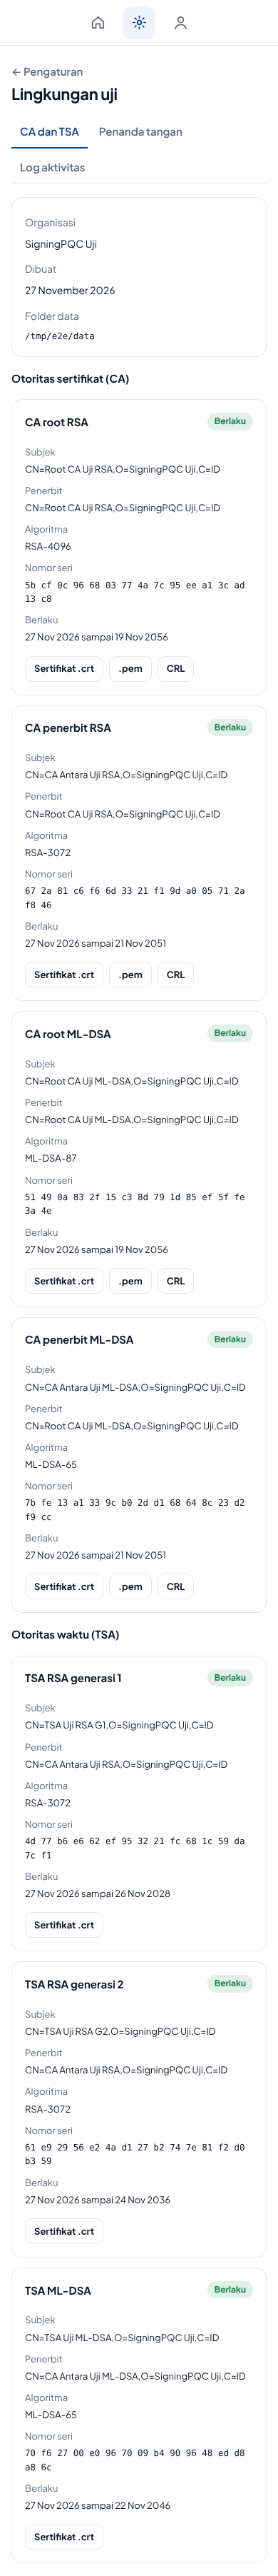 ← Pengaturan
Lingkungan uji
CA dan TSA
Penanda tangan
Log aktivitas
Organisasi
SigningPQC Uji
Dibuat
27 November 2026
Folder data
/tmp/e2e/data
Otoritas sertifikat (CA)
CA root RSA
Berlaku
Subjek
CN=Root CA Uji RSA,O=SigningPQC Uji,C=ID
Penerbit
CN=Root CA Uji RSA,O=SigningPQC Uji,C=ID
Algoritma
RSA-4096
Nomor seri
5b cf 0c 96 68 03 77 4a 7c 95 ee a1 3c ad
13 c8
Berlaku
27 Nov 2026 sampai 19 Nov 2056
Sertifikat .crt
.pem
CRL
CA penerbit RSA
Berlaku
Subjek
CN=CA Antara Uji RSA,O=SigningPQC Uji,C=ID
Penerbit
CN=Root CA Uji RSA,O=SigningPQC Uji,C=ID
Algoritma
RSA-3072
Nomor seri
67 2a 81 c6 f6 6d 33 21 f1 9d a0 05 71 2a
f8 46
Berlaku
27 Nov 2026 sampai 21 Nov 2051
Sertifikat .crt
.pem
CRL
CA root ML-DSA
Berlaku
Subjek
CN=Root CA Uji ML-DSA,O=SigningPQC Uji,C=ID
Penerbit
CN=Root CA Uji ML-DSA,O=SigningPQC Uji,C=ID
Algoritma
ML-DSA-87
Nomor seri
51 49 0a 83 2f 15 c3 8d 79 1d 85 ef 5f fe
3a 4e
Berlaku
27 Nov 2026 sampai 19 Nov 2056
Sertifikat .crt
.pem
CRL
CA penerbit ML-DSA
Berlaku
Subjek
CN=CA Antara Uji ML-DSA,O=SigningPQC Uji,C=ID
Penerbit
CN=Root CA Uji ML-DSA,O=SigningPQC Uji,C=ID
Algoritma
ML-DSA-65
Nomor seri
7b fe 13 a1 33 9c b0 2d d1 68 64 8c 23 d2
f9 cc
Berlaku
27 Nov 2026 sampai 21 Nov 2051
Sertifikat .crt
.pem
CRL
Otoritas waktu (TSA)
TSA RSA generasi 1
Berlaku
Subjek
CN=TSA Uji RSA G1,O=SigningPQC Uji,C=ID
Penerbit
CN=CA Antara Uji RSA,O=SigningPQC Uji,C=ID
Algoritma
RSA-3072
Nomor seri
4d 77 b6 e6 62 ef 95 32 21 fc 68 1c 59 da
7c f1
Berlaku
27 Nov 2026 sampai 26 Nov 2028
Sertifikat .crt
TSA RSA generasi 2
Berlaku
Subjek
CN=TSA Uji RSA G2,O=SigningPQC Uji,C=ID
Penerbit
CN=CA Antara Uji RSA,O=SigningPQC Uji,C=ID
Algoritma
RSA-3072
Nomor seri
61 e9 29 56 e2 4a d1 27 b2 74 7e 81 f2 d0
b3 59
Berlaku
27 Nov 2026 sampai 24 Nov 2036
Sertifikat .crt
TSA ML-DSA
Berlaku
Subjek
CN=TSA Uji ML-DSA,O=SigningPQC Uji,C=ID
Penerbit
CN=CA Antara Uji ML-DSA,O=SigningPQC Uji,C=ID
Algoritma
ML-DSA-65
Nomor seri
70 f6 27 00 e0 96 70 09 b4 90 96 48 ed d8
a8 6c
Berlaku
27 Nov 2026 sampai 22 Nov 2046
Sertifikat .crt